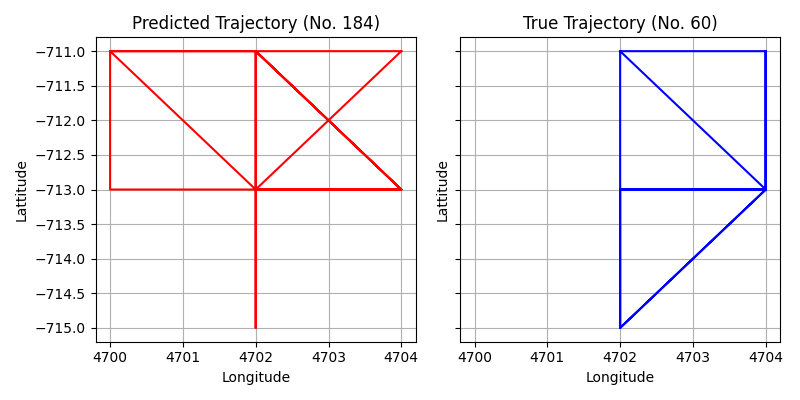 Predicted Trajectory (No. 184)
True Trajectory (No. 60)
−711.0
−711.5
−712.0
−712.5
−713.0
−713.5
−714.0
−714.5
−715.0
Lattitude
Lattitude
4700 4701 4702 4703 4704
4700 4701 4702 4703 4704
Longitude
Longitude